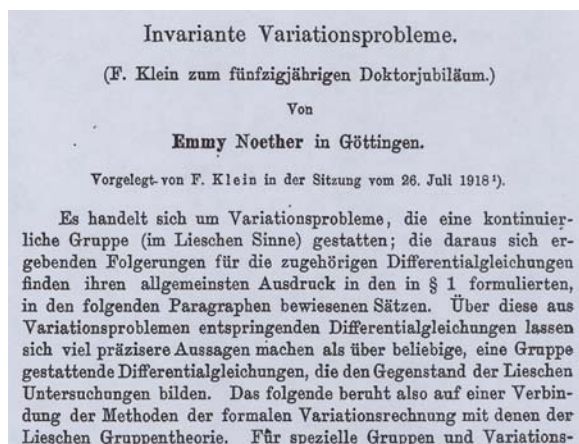 Invariante Variationsprobleme.
(F. Klein zum fünfzigjährigen Doktorjubiläum.)
Von
Emmy Noether in Göttingen.
Vorgelegt von F. Klein in der Sitzung vom 26. Juli 1918¹).
Es handelt sich um Variationsprobleme, die eine kontinuier-
liche Gruppe (im Lieschen Sinne) gestatten; die daraus sich er-
gebenden Folgerungen für die zugehörigen Differentialgleichungen
finden ihren allgemeinsten Ausdruck in den in § 1 formulierten,
in den folgenden Paragraphen bewiesenen Sätzen. Über diese aus
Variationsproblemen entspringenden Differentialgleichungen lassen
sich viel präzisere Aussagen machen als über beliebige, eine Gruppe
gestattende Differentialgleichungen, die den Gegenstand der Lieschen
Untersuchungen bilden. Das folgende beruht also auf einer Verbin-
dung der Methoden der formalen Variationsrechnung mit denen der
Lieschen Gruppentheorie. Für spezielle Gruppen und Variations-